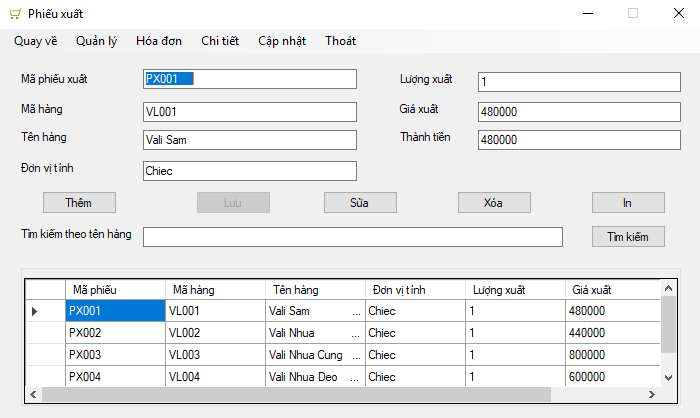 Phiếu xuất
Quay về Quản lý Hóa đơn Chi tiết Cập nhật Thoát
Mã phiếu xuất PX001 Lượng xuất 1
Mã hàng VL001 Giá xuất 480000
Tên hàng Vali Sam Thành tiền 480000
Đơn vị tính Chiec
Thêm Lưu Sửa Xóa In
Tìm kiếm theo tên hàng Tìm kiếm
Mã phiếu Mã hàng Tên hàng Đơn vị tính Lượng xuất Giá xuất
PX001 VL001 Vali Sam ... Chiec 1 480000
PX002 VL002 Vali Nhua ... Chiec 1 440000
PX003 VL003 Vali Nhua Cung ... Chiec 1 800000
PX004 VL004 Vali Nhua Deo ... Chiec 1 600000